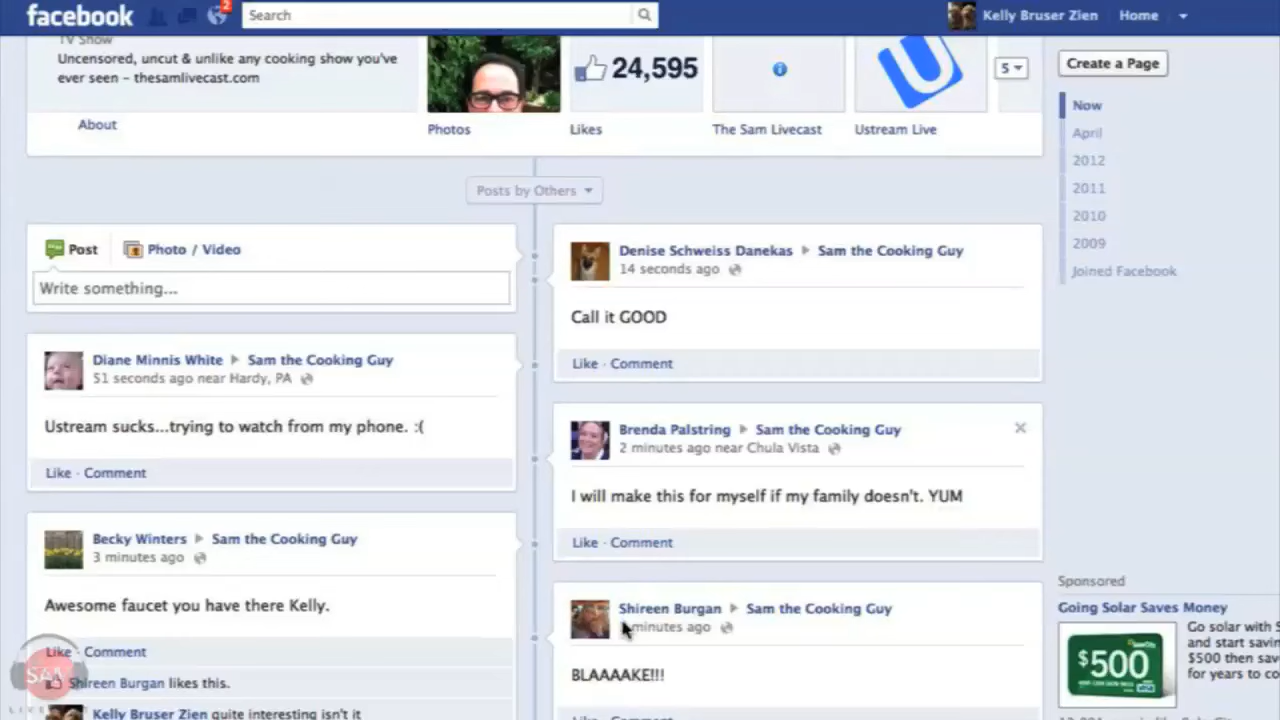 facebook
2
Search
Kelly Bruser Zien
Home
TV Show
Uncensored, uncut & unlike any cooking show you've
ever seen – thesamlivecast.com
About
Photos
24,595
Likes
The Sam Livecast
Ustream Live
5
Create a Page
Now
April
2012
2011
2010
2009
Joined Facebook
Posts by Others
Post
Photo / Video
Write something...
Denise Schweiss Danekas Sam the Cooking Guy
14 seconds ago
Call it GOOD
Like · Comment
Diane Minnis White Sam the Cooking Guy
51 seconds ago near Hardy, PA
Ustream sucks...trying to watch from my phone. :(
Like · Comment
Brenda Palstring Sam the Cooking Guy
2 minutes ago near Chula Vista
I will make this for myself if my family doesn't. YUM
Like · Comment
Becky Winters Sam the Cooking Guy
3 minutes ago
Awesome faucet you have there Kelly.
Like · Comment
Shireen Burgan likes this.
Kelly Bruser Zien quite interesting isn't it
Shireen Burgan Sam the Cooking Guy
minutes ago
BLAAAAKE!!!
Like · Comment
Sponsored
Going Solar Saves Money
$500
Go solar with
and start
$500 then
for years to
SAM